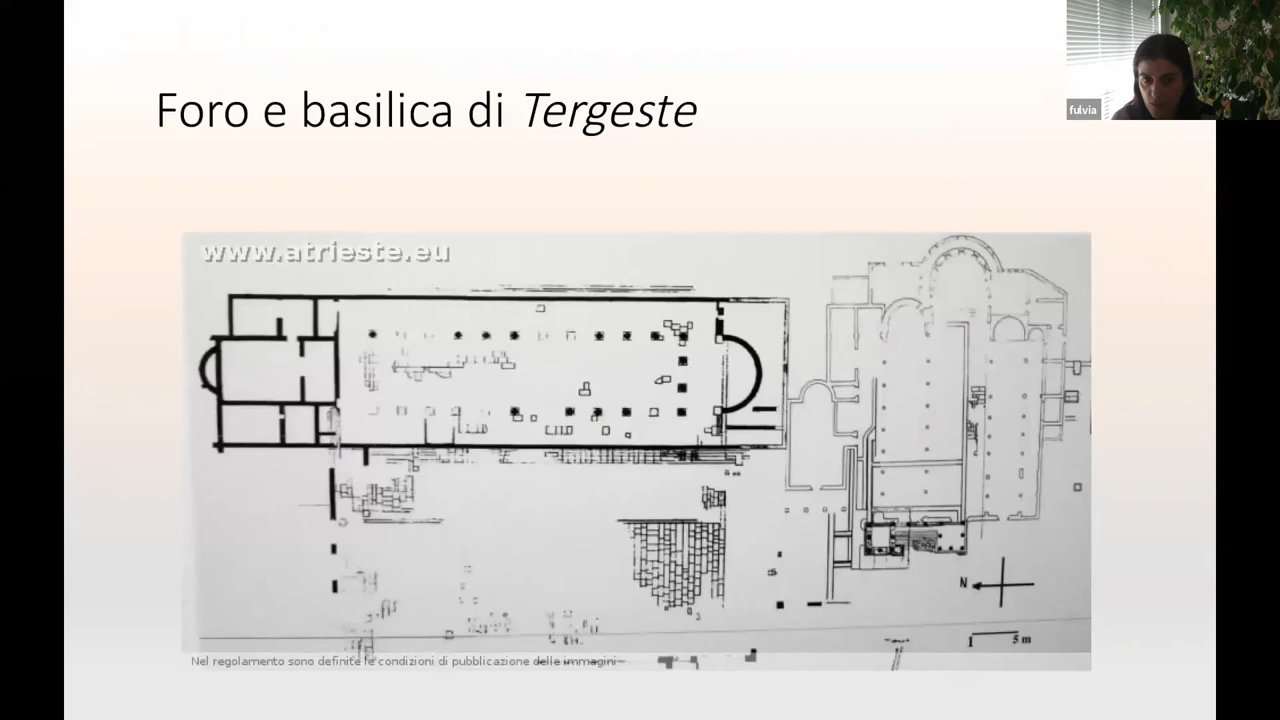 Foro e basilica di Tergeste
fulvia
www.atrieste.eu
N
1 5 m
Nel regolamento sono definite le condizioni di pubblicazione delle immagini